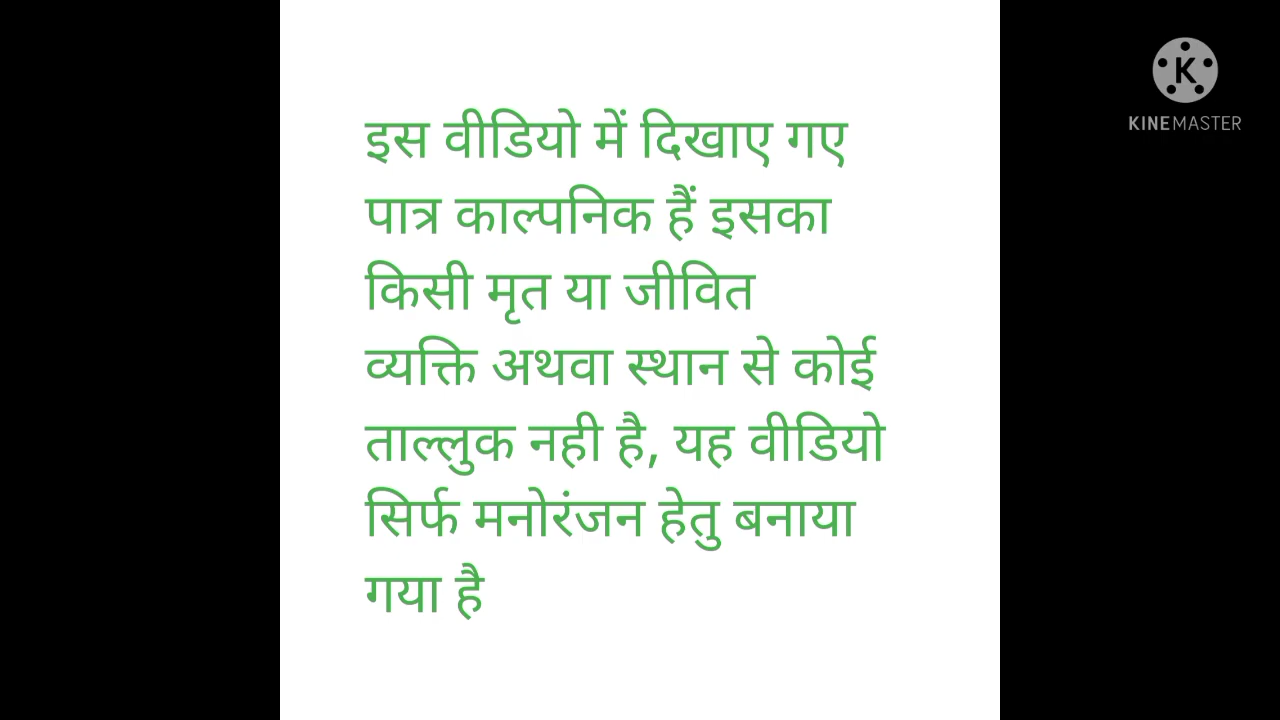 इस वीडियो में दिखाए गए
पात्र काल्पनिक हैं इसका
किसी मृत या जीवित
व्यक्ति अथवा स्थान से कोई
ताल्लुक नही है, यह वीडियो
सिर्फ मनोरंजन हेतु बनाया
गया है
K
KINEMASTER